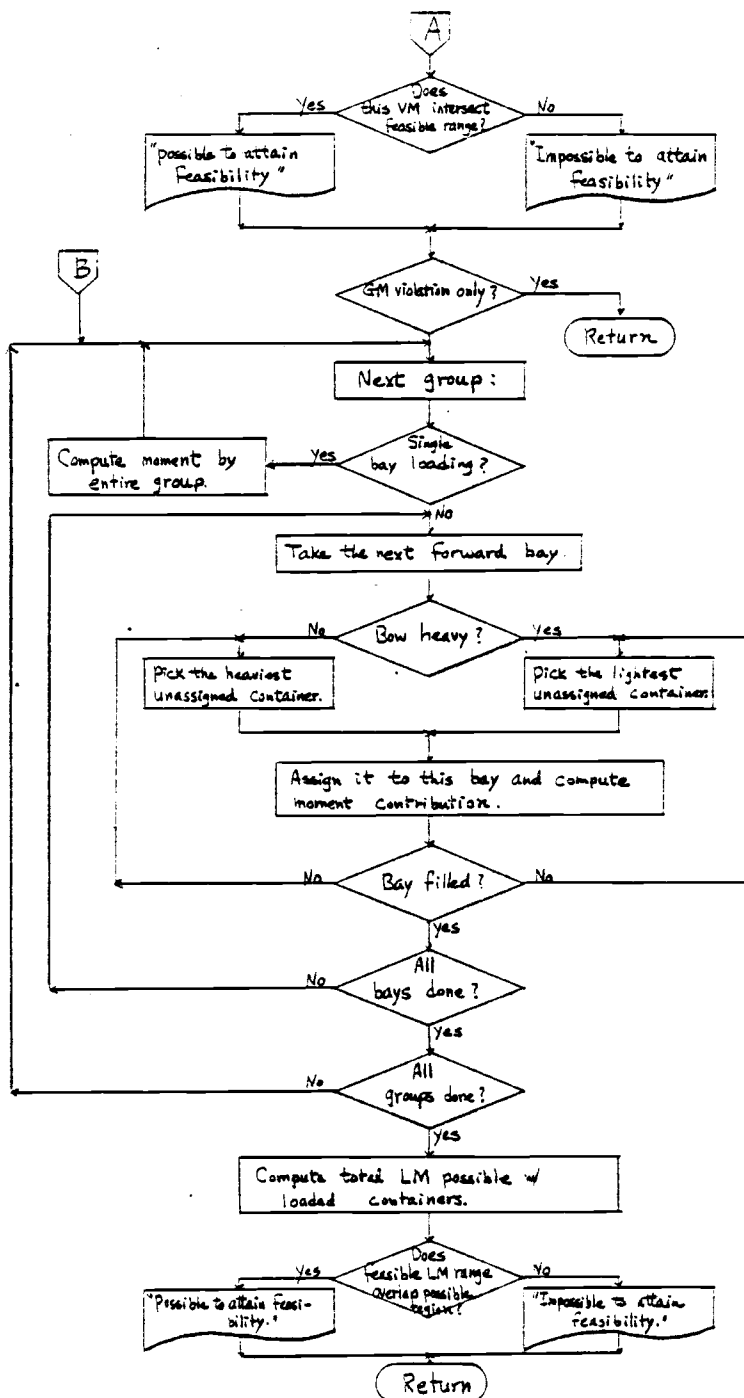 A
Does
this VM intersect
feasible range?
Yes
No
"possible to attain
feasibility"
"Impossible to attain
feasibility"
B
GM violation only?
Yes
Return
Next group:
Single
bay loading?
Yes
Compute moment by
entire group.
No
Take the next forward bay.
Bow heavy?
No
Yes
Pick the heaviest
unassigned container.
Pick the lightest
unassigned container.
Assign it to this bay and compute
moment contribution.
Bay filled?
No
No
Yes
All
bays done?
No
Yes
All
groups done?
No
Yes
Compute total LM possible w/
loaded containers.
Does
feasible LM range
overlap possible
region?
Yes
No
"Possible to attain feasi-
bility."
"Impossible to attain
feasibility."
Return